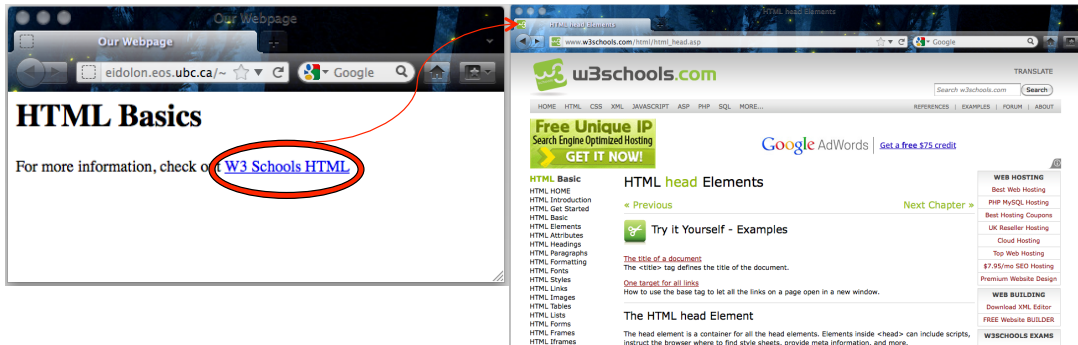 Our Webpage
Our Webpage
eidolon.eos.ubc.ca/~
Google
HTML Basics
For more information, check out W3 Schools HTML
HTML head Elements
HTML head Elements
www.w3schools.com/html/html_head.asp
Google
w3schools.com
TRANSLATE
Search w3schools.com
Search
HOME HTML CSS XML JAVASCRIPT ASP PHP SQL MORE...
REFERENCES | EXAMPLES | FORUM | ABOUT
Free Unique IP
Search Engine Optimized Hosting
GET IT NOW!
Google AdWords | Get a free $75 credit
HTML Basic
HTML HOME
HTML Introduction
HTML Get Started
HTML Basic
HTML Elements
HTML Attributes
HTML Headings
HTML Paragraphs
HTML Formatting
HTML Fonts
HTML Styles
HTML Links
HTML Images
HTML Tables
HTML Lists
HTML Forms
HTML Frames
HTML Iframes
HTML head Elements
« Previous
Next Chapter »
Try it Yourself - Examples
The title of a document
The <title> tag defines the title of the document.
One target for all links
How to use the base tag to let all the links on a page open in a new window.
The HTML head Element
The head element is a container for all the head elements. Elements inside <head> can include scripts,
instruct the browser where to find style sheets, provide meta information, and more.
WEB HOSTING
Best Web Hosting
PHP MySQL Hosting
Best Hosting Coupons
UK Reseller Hosting
Cloud Hosting
Top Web Hosting
$7.95/mo SEO Hosting
Premium Website Design
WEB BUILDING
Download XML Editor
FREE Website BUILDER
W3SCHOOLS EXAMS